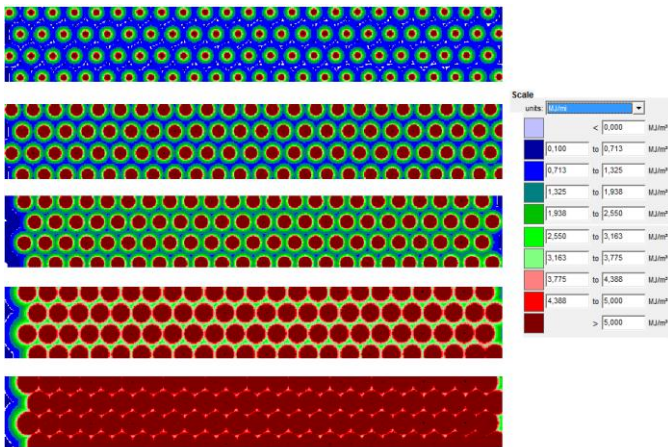 Scale
units: MJ/m²
< 0,000 MJ/m²
0,100 to 0,713 MJ/m²
0,713 to 1,325 MJ/m²
1,325 to 1,938 MJ/m²
1,938 to 2,550 MJ/m²
2,550 to 3,163 MJ/m²
3,163 to 3,775 MJ/m²
3,775 to 4,388 MJ/m²
4,388 to 5,000 MJ/m²
> 5,000 MJ/m²